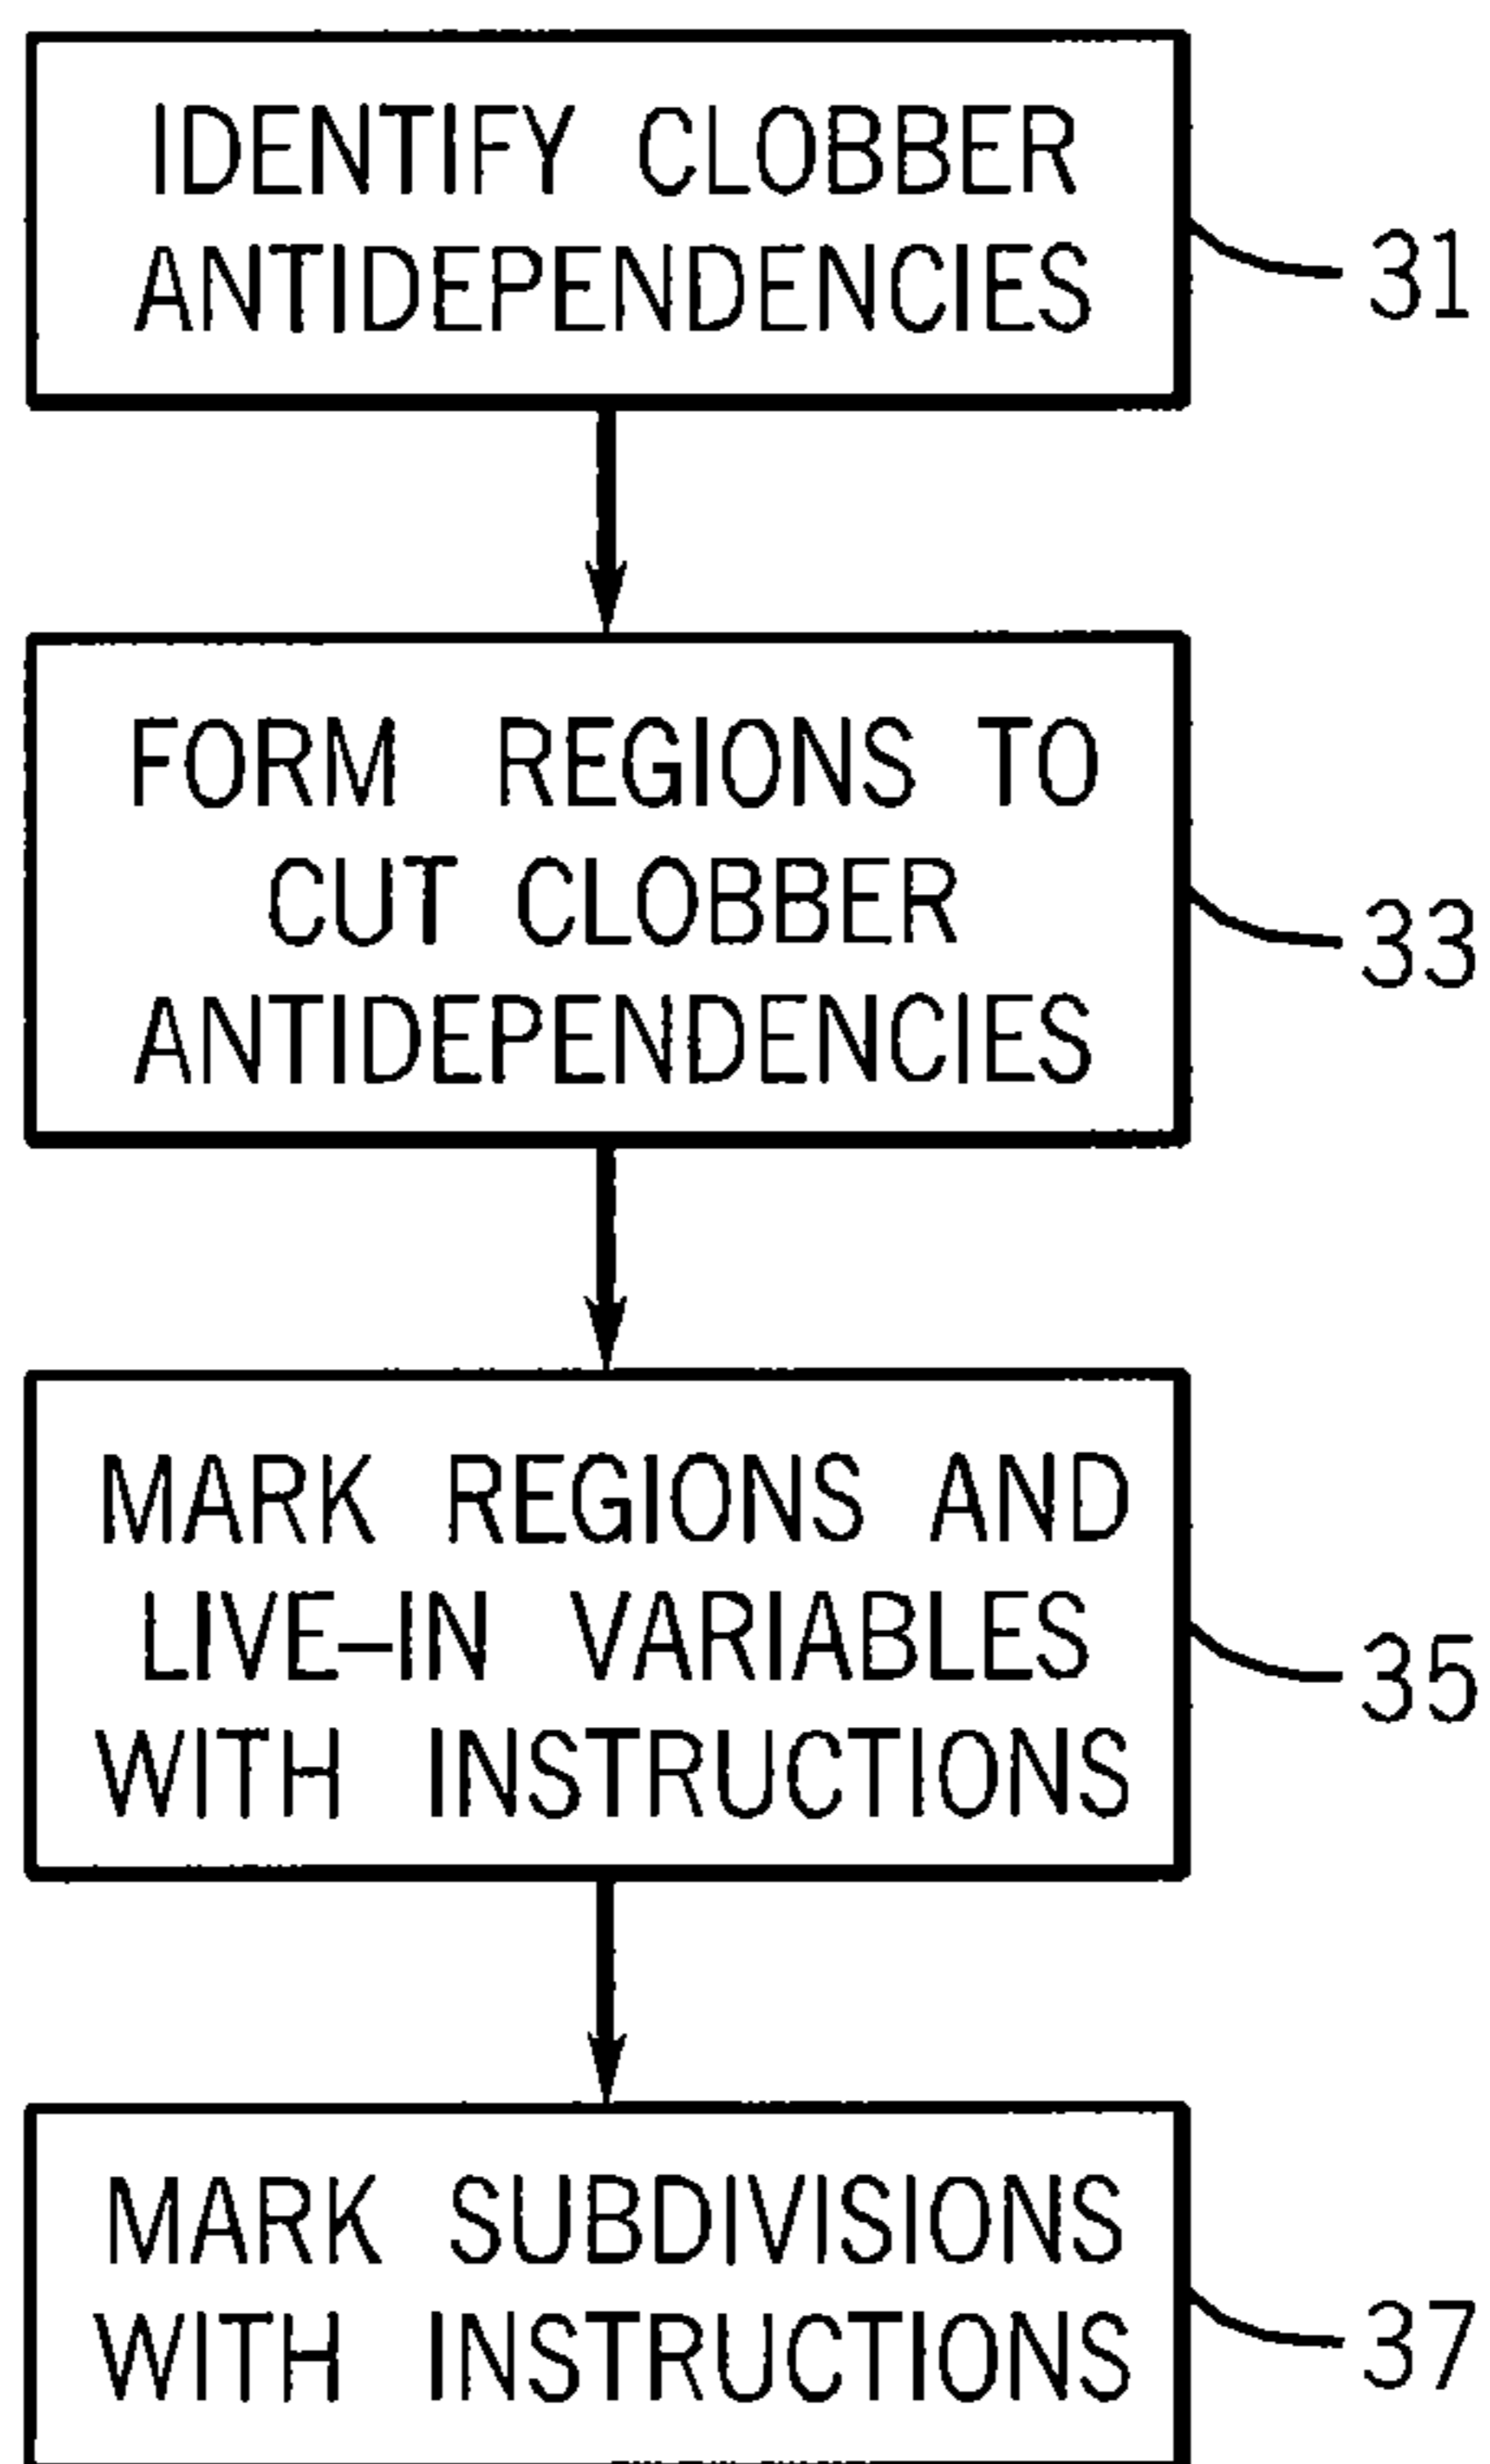 IDENTIFY CLOBBER
ANTIDEPENDENCIES
31
FORM REGIONS TO
CUT CLOBBER
ANTIDEPENDENCIES
33
MARK REGIONS AND
LIVE-IN VARIABLES
WITH INSTRUCTIONS
35
MARK SUBDIVISIONS
WITH INSTRUCTIONS
37